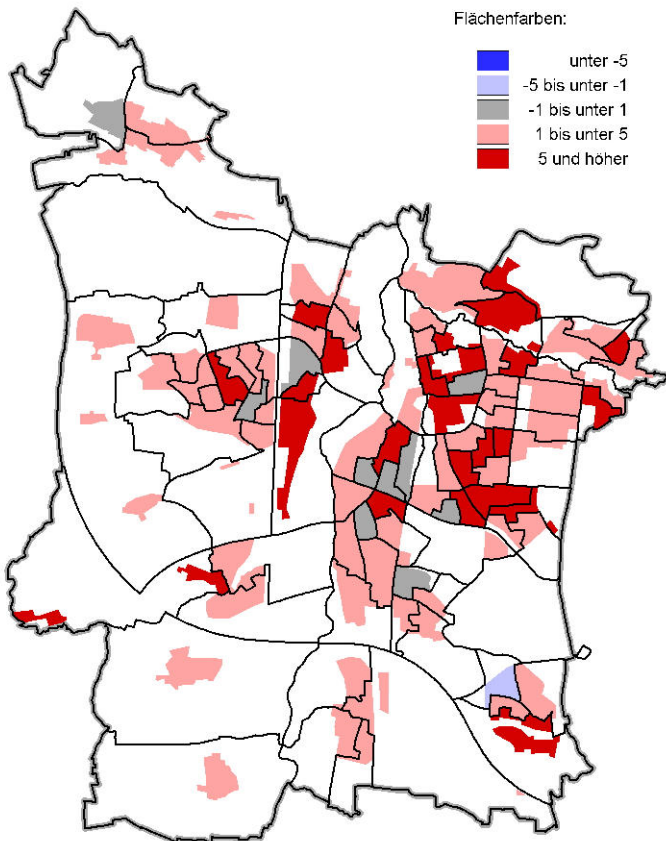 Flächenfarben:
unter -5
-5 bis unter -1
-1 bis unter 1
1 bis unter 5
5 und höher